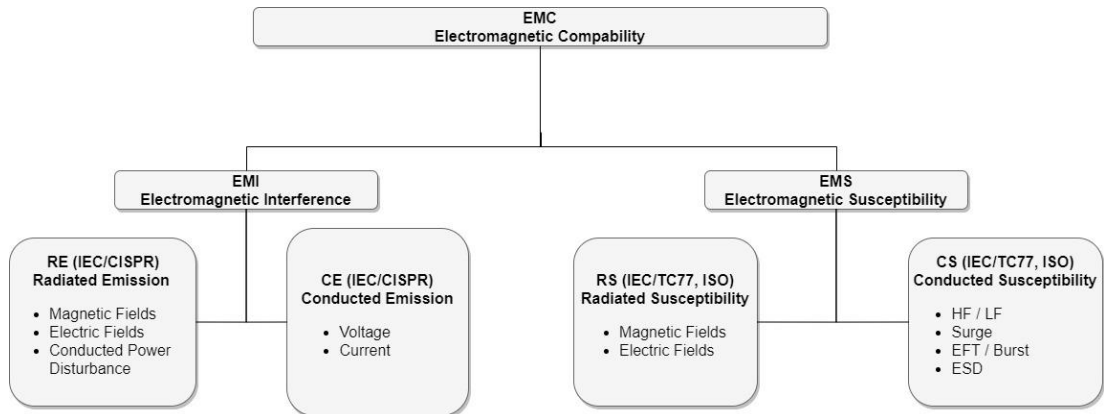 EMC
Electromagnetic Compability
EMI
Electromagnetic Interference
EMS
Electromagnetic Susceptibility
RE (IEC/CISPR)
Radiated Emission
• Magnetic Fields
• Electric Fields
• Conducted Power
Disturbance
CE (IEC/CISPR)
Conducted Emission
• Voltage
• Current
RS (IEC/TC77, ISO)
Radiated Susceptibility
• Magnetic Fields
• Electric Fields
CS (IEC/TC77, ISO)
Conducted Susceptibility
• HF / LF
• Surge
• EFT / Burst
• ESD